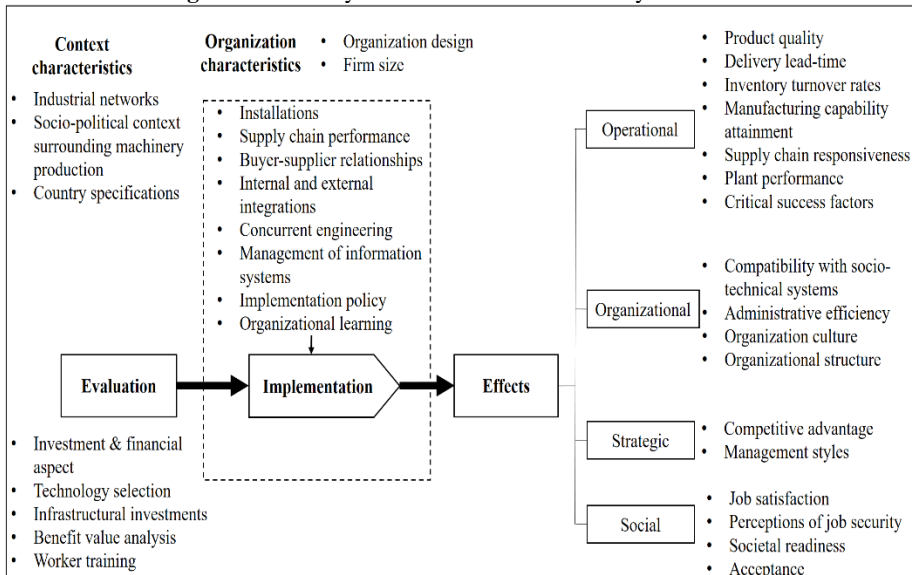 Context
characteristics
• Industrial networks
• Socio-political context
surrounding machinery
production
• Country specifications
Organization
characteristics
• Organization design
• Firm size
• Installations
• Supply chain performance
• Buyer-supplier relationships
• Internal and external
integrations
• Concurrent engineering
• Management of information
systems
• Implementation policy
• Organizational learning
Evaluation
Implementation
Effects
• Investment & financial
aspect
• Technology selection
• Infrastructural investments
• Benefit value analysis
• Worker training
Operational
• Product quality
• Delivery lead-time
• Inventory turnover rates
• Manufacturing capability
attainment
• Supply chain responsiveness
• Plant performance
• Critical success factors
Organizational
• Compatibility with socio-
technical systems
• Administrative efficiency
• Organization culture
• Organizational structure
Strategic
• Competitive advantage
• Management styles
Social
• Job satisfaction
• Perceptions of job security
• Societal readiness
• Acceptance